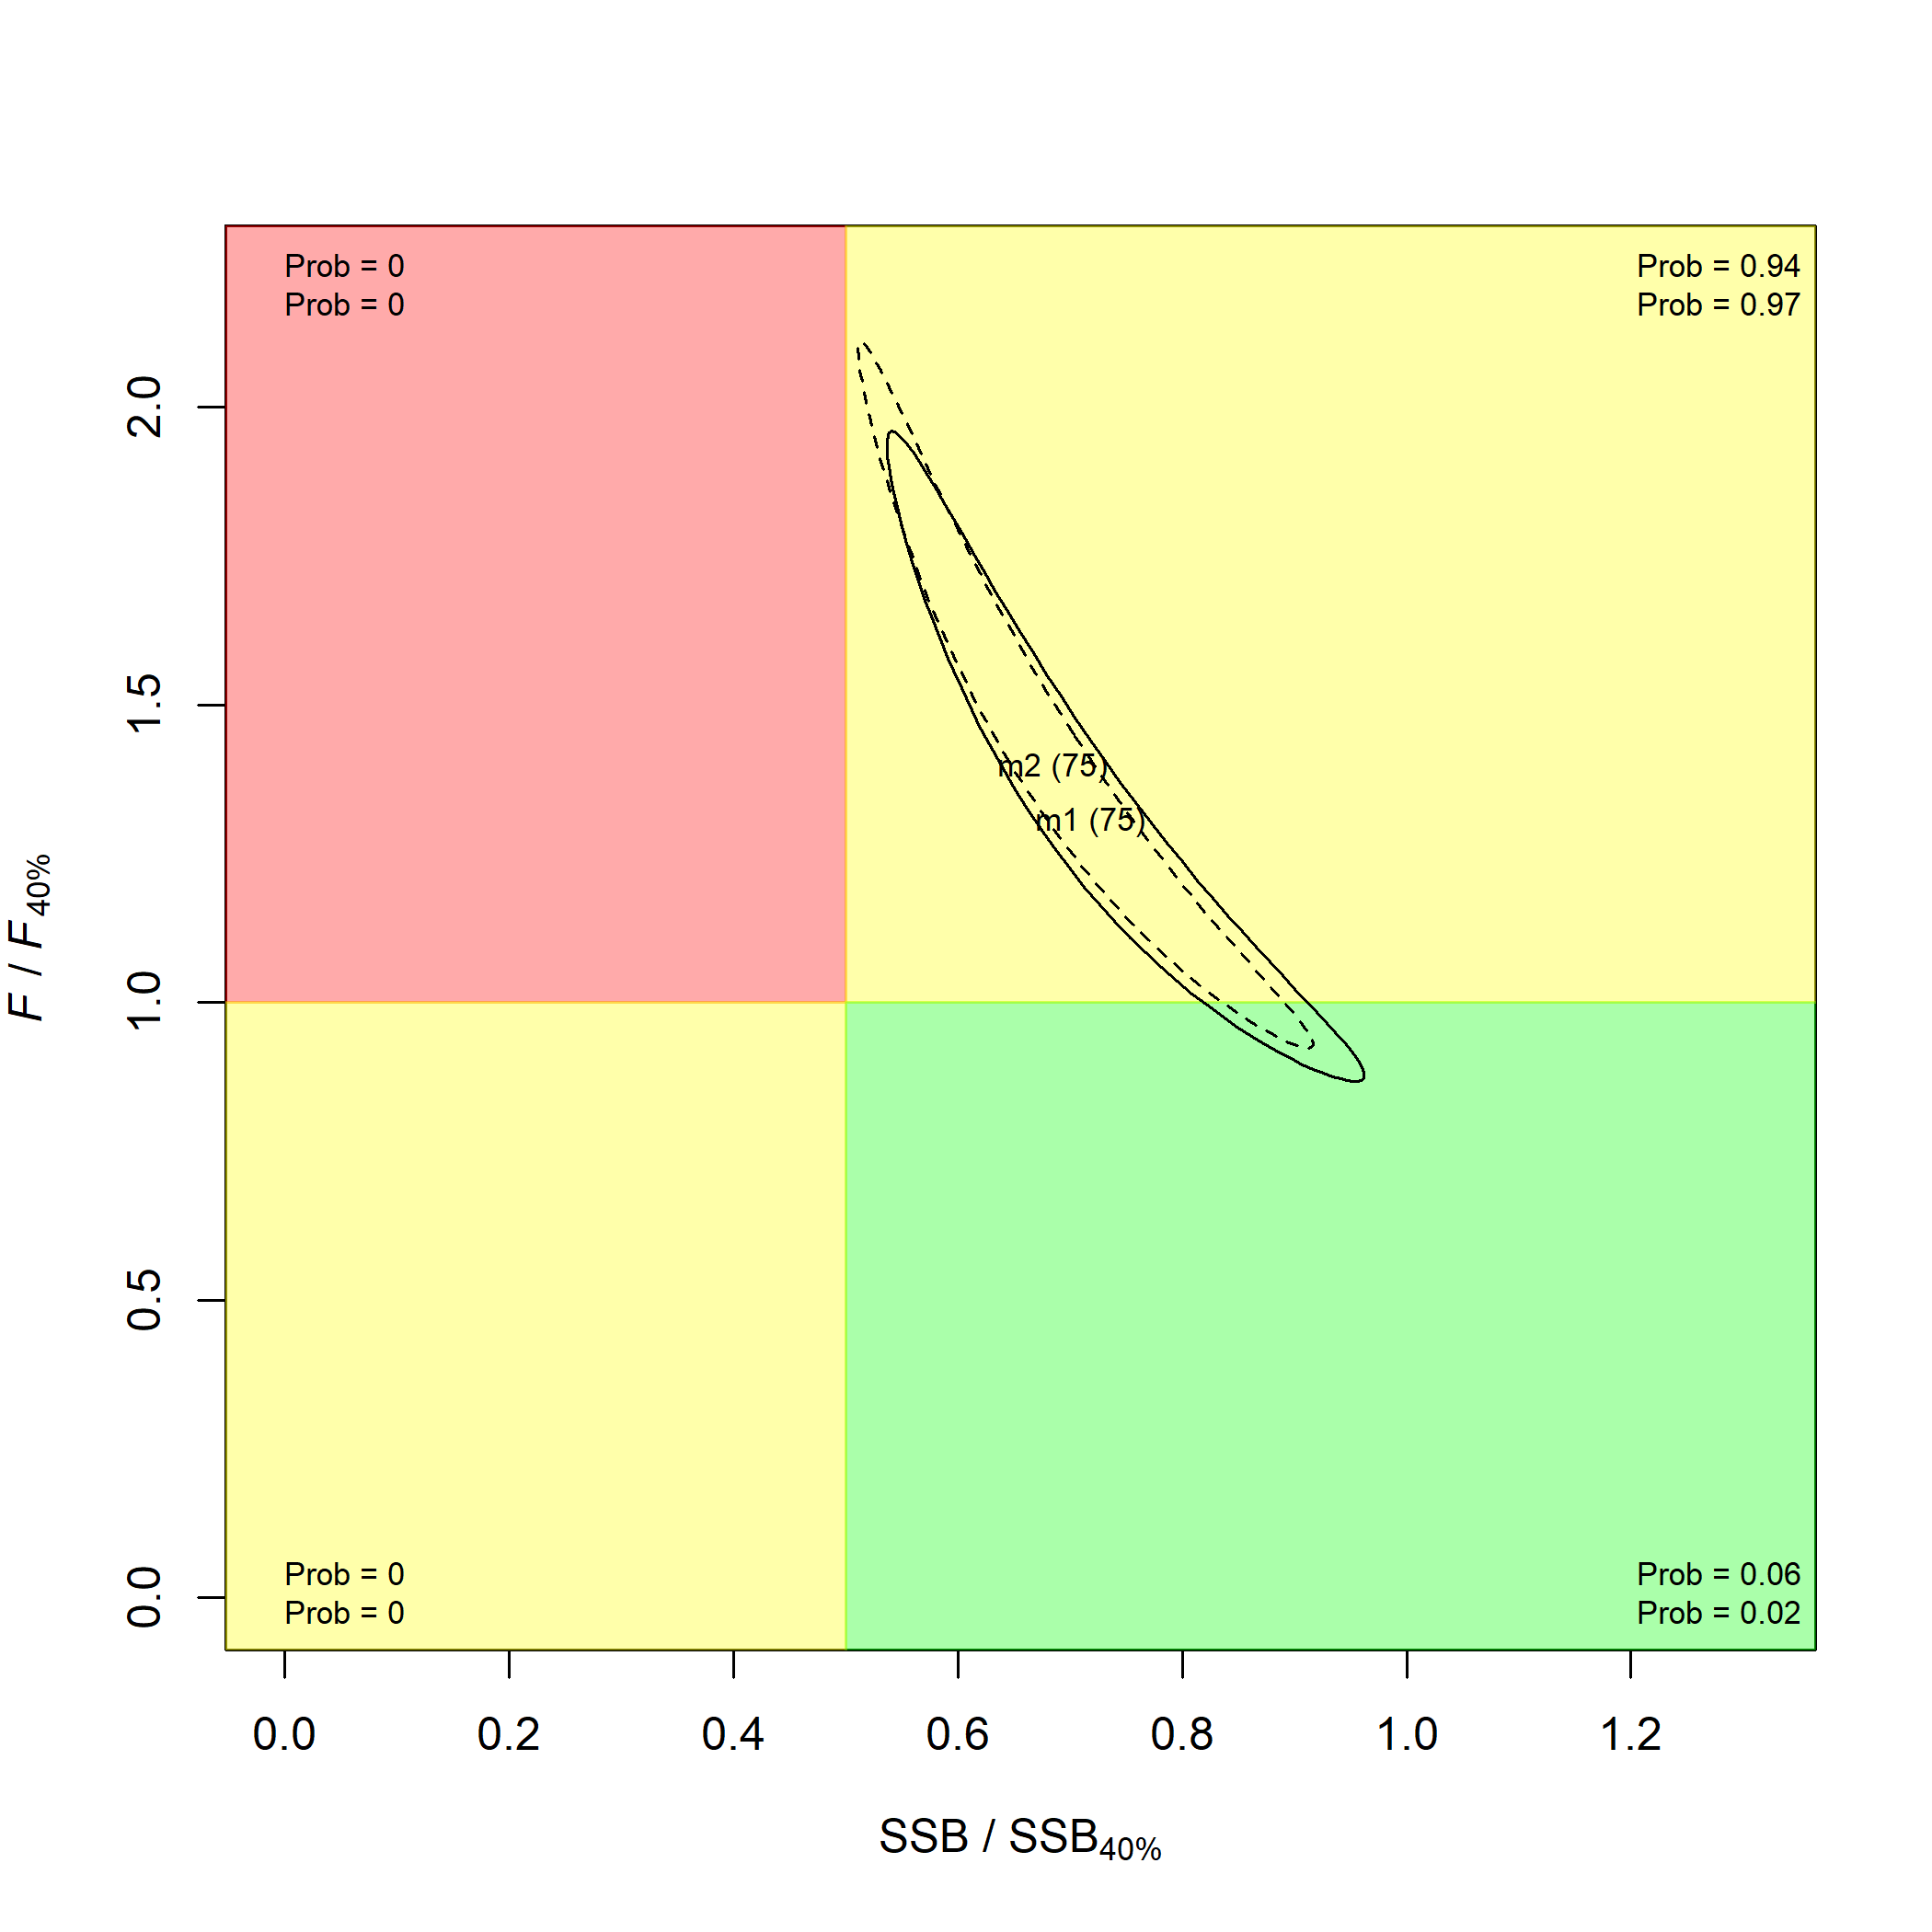 Prob = 0
Prob = 0
Prob = 0.94
Prob = 0.97
2.0
1.5
1.0
0.5
0.0
F / F40%
m2 (75)
m1 (75)
Prob = 0
Prob = 0
Prob = 0.06
Prob = 0.02
0.0 0.2 0.4 0.6 0.8 1.0 1.2
SSB / SSB40%